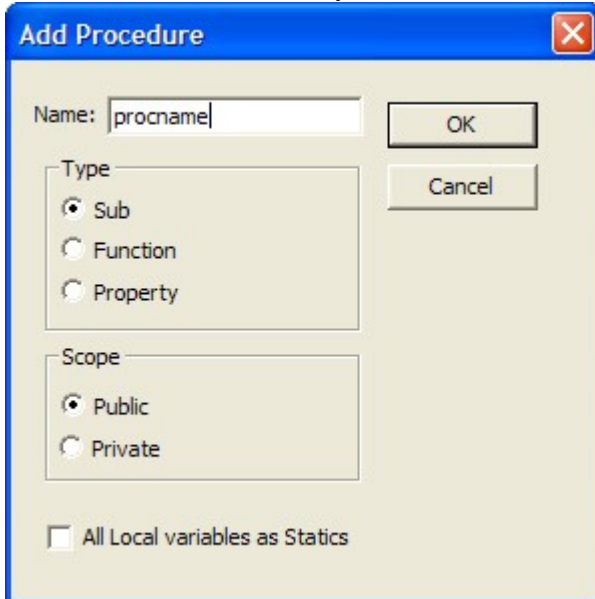 Add Procedure
Name: procname
OK
Type
Cancel
Sub
Function
Property
Scope
Public
Private
All Local variables as Statics